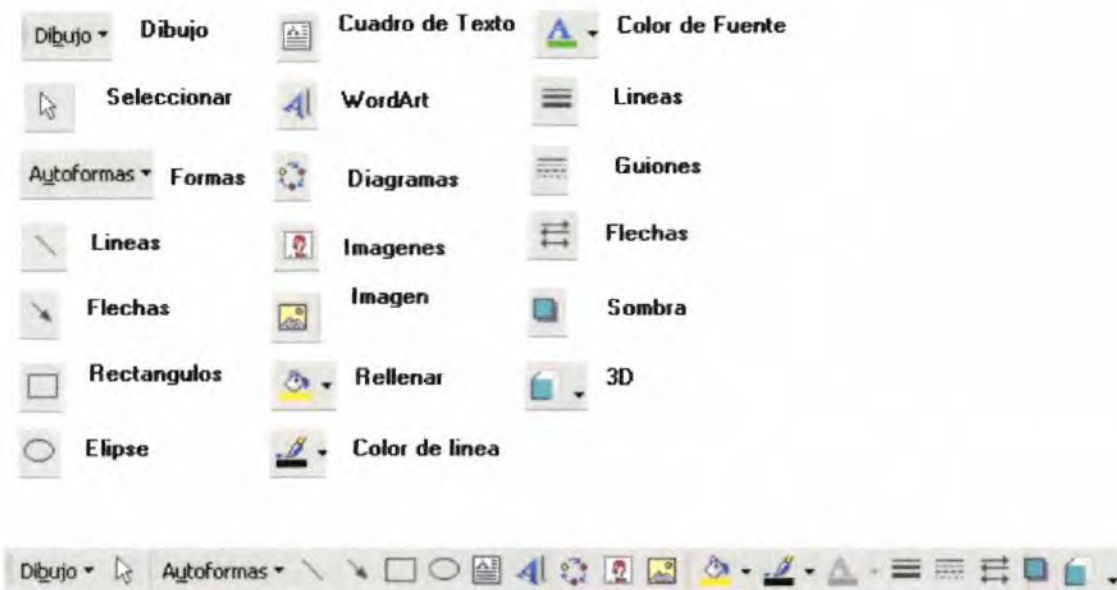 Dibujo Dibujo Cuadro de Texto A Color de Fuente
Seleccionar A WordArt Lineas
Autoformas Formas Diagramas Guiones
Lineas Imagenes Flechas
Flechas Imagen Sombra
Rectangulos Rellenar 3D
Elipse Color de linea
Dibujo Autoformas A A